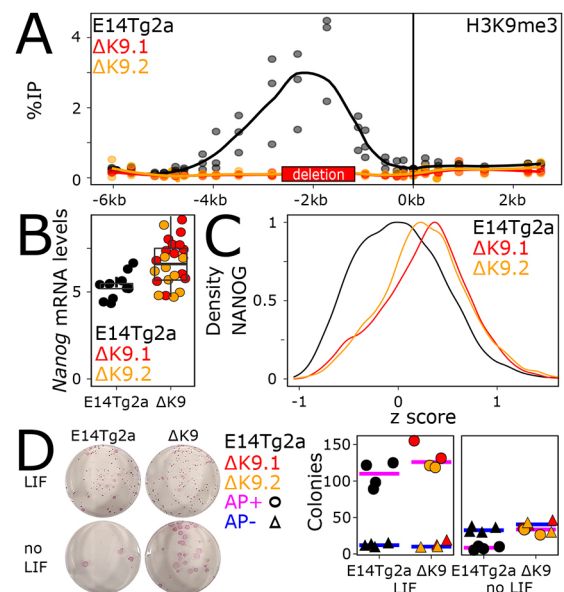 A
E14Tg2a
ΔK9.1
ΔK9.2
H3K9me3
%IP
4
2
0
deletion
-6kb
-4kb
-2kb
0kb
2kb
B
Nanog mRNA levels
5
0
E14Tg2a
ΔK9.1
ΔK9.2
E14Tg2a ΔK9
C
Density
NANOG
1
0.5
0
E14Tg2a
ΔK9.1
ΔK9.2
-1
0
1
z score
D
E14Tg2a
ΔK9
LIF
no
LIF
E14Tg2a
ΔK9.1
ΔK9.2
AP+
AP-
Colonies
150
100
50
0
E14Tg2a ΔK9
LIF
E14Tg2a ΔK9
no LIF